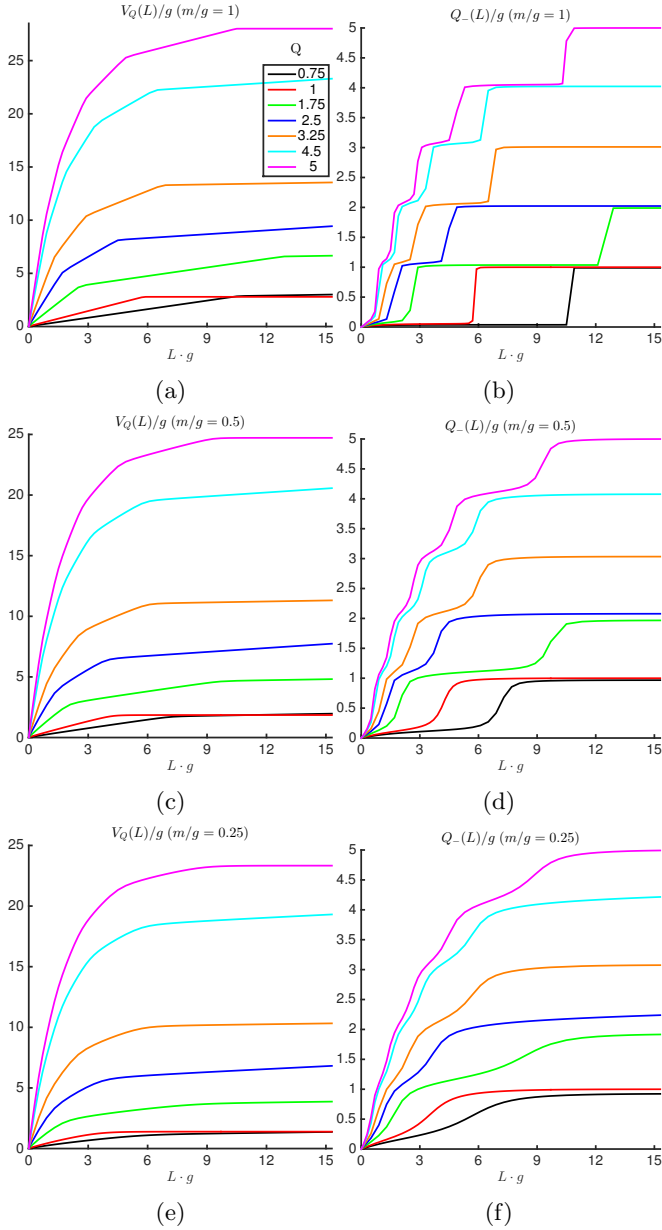 V_Q(L)/g (m/g = 1)
25
20
15
10
5
0
0 3 6 9 12 15
L · g
Q
0.75
1
1.75
2.5
3.25
4.5
5
(a)
Q_−(L)/g (m/g = 1)
5
4.5
4
3.5
3
2.5
2
1.5
1
0.5
0
0 3 6 9 12 15
L · g
(b)
V_Q(L)/g (m/g = 0.5)
25
20
15
10
5
0
0 3 6 9 12 15
L · g
(c)
Q_−(L)/g (m/g = 0.5)
5
4.5
4
3.5
3
2.5
2
1.5
1
0.5
0
0 3 6 9 12 15
L · g
(d)
V_Q(L)/g (m/g = 0.25)
25
20
15
10
5
0
0 3 6 9 12 15
L · g
(e)
Q_−(L)/g (m/g = 0.25)
5
4.5
4
3.5
3
2.5
2
1.5
1
0.5
0
0 3 6 9 12 15
L · g
(f)